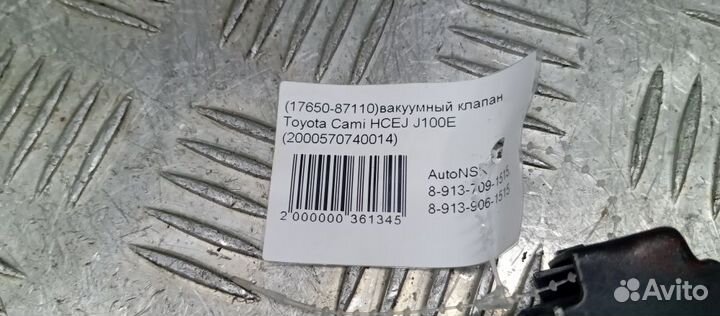 (17650-87110)вакуумный клапан
Toyota Cami HCEJ J100E
(2000570740014)
AutoNSK
8-913-709-1515
8-913-906-1515
2 000000 361345
Avito